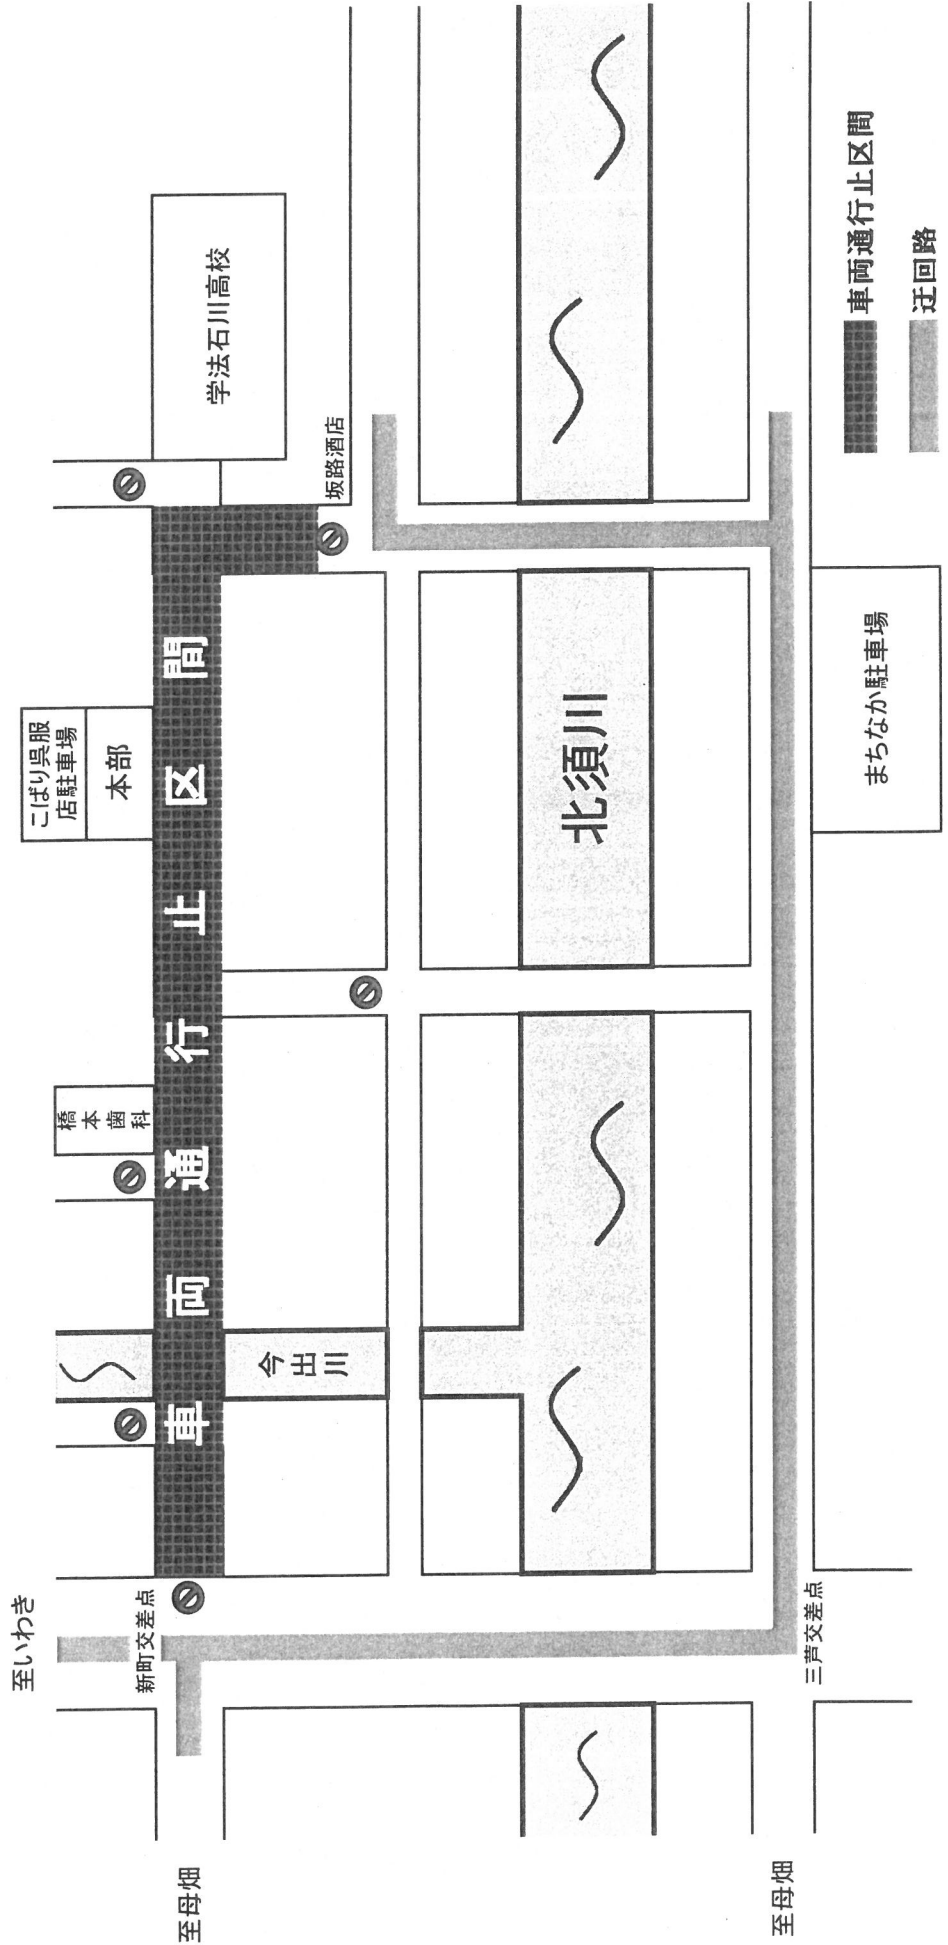 至いわき
至母畑
新町交差点
車両通行止区間
橋本歯科
こばり呉服
店駐車場
本部
学法石川高校
坂路酒店
今出川
北須川
至母畑
三芦交差点
まちなか駐車場
車両通行止区間
迂回路